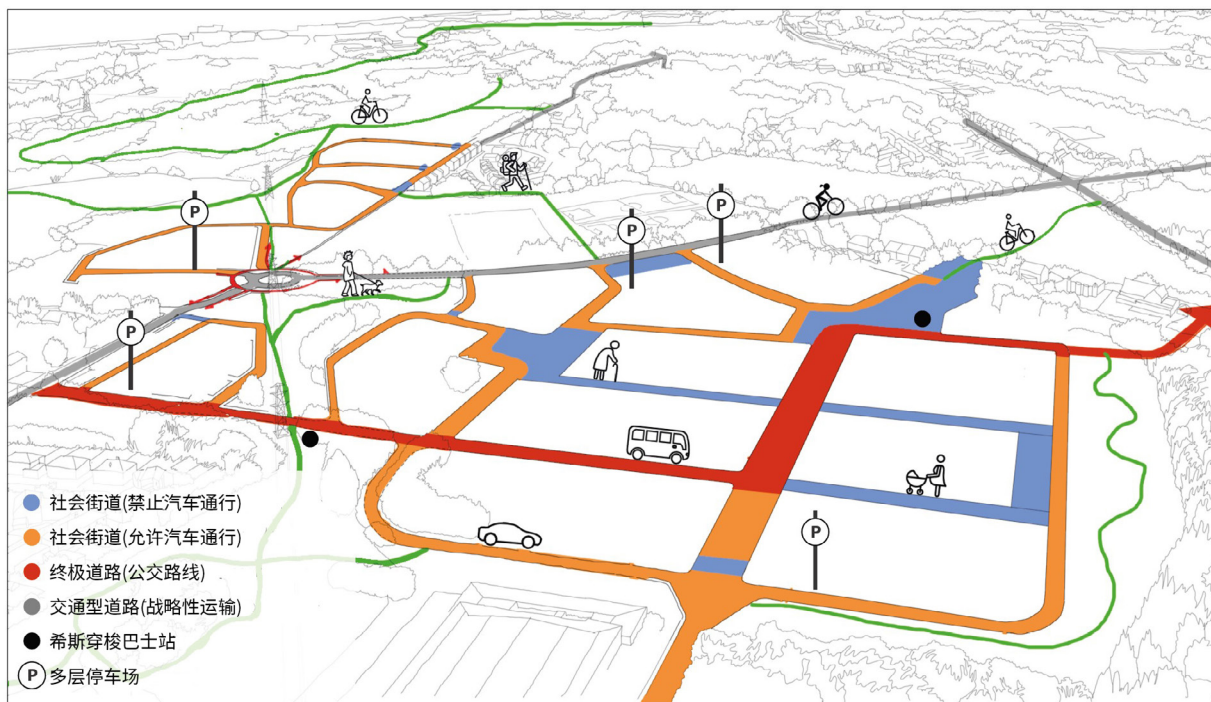 P
P
P
P
P
社会街道(禁止汽车通行)
社会街道(允许汽车通行)
终极道路(公交路线)
交通型道路(战略性运输)
希斯穿梭巴士站
P 多层停车场